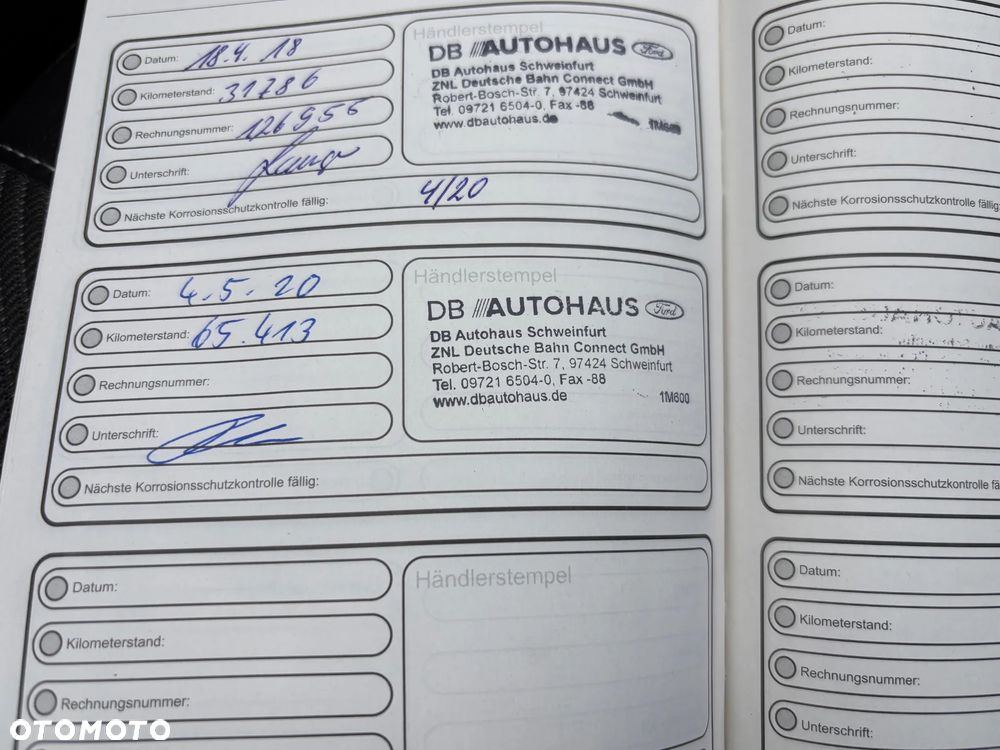 Händlerstempel
Datum: 18.4.18
Kilometerstand: 31786
Rechnungsnummer: 126956
Unterschrift:
Nächste Korrosionsschutzkontrolle fällig: 4/20
DB AUTOHAUS Ford
DB Autohaus Schweinfurt
ZNL Deutsche Bahn Connect GmbH
Robert-Bosch-Str. 7, 97424 Schweinfurt
Tel. 09721 6504-0, Fax -88
www.dbautohaus.de
Händlerstempel
Datum: 4.5.20
Kilometerstand: 65.413
Rechnungsnummer:
Unterschrift:
Nächste Korrosionsschutzkontrolle fällig:
DB AUTOHAUS Ford
DB Autohaus Schweinfurt
ZNL Deutsche Bahn Connect GmbH
Robert-Bosch-Str. 7, 97424 Schweinfurt
Tel. 09721 6504-0, Fax -88
www.dbautohaus.de 1M600
Händlerstempel
Datum:
Kilometerstand:
Rechnungsnummer:
Datum:
Kilometerstand:
Rechnungsnummer:
Unterschrift:
Nächste Korrosionsschutzkontrolle fällig:
Datum:
Kilometerstand:
Rechnungsnummer:
Unterschrift:
Nächste Korrosionsschutzkontrolle fä
Datum:
Kilometerstand:
Rechnungsnummer:
Unterschrift:
OTOMOTO